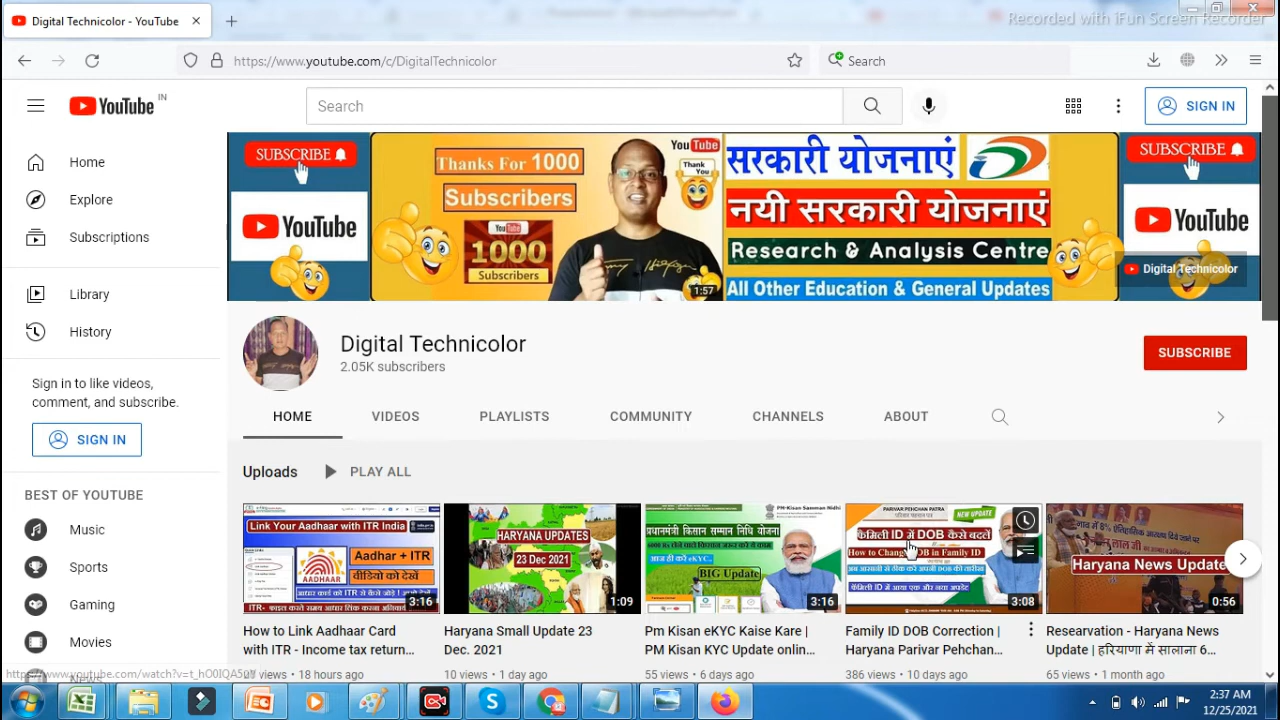 Digital Technicolor - YouTube
Recorded with iFun Screen Recorder
https://www.youtube.com/c/DigitalTechnicolor
Search
YouTube IN
Search
SIGN IN
Home
Explore
Subscriptions
Library
History
Sign in to like videos,
comment, and subscribe.
SIGN IN
BEST OF YOUTUBE
Music
Sports
Gaming
Movies
SUBSCRIBE
YouTube
Thanks For 1000
Subscribers
YouTube
1000
Subscribers
YouTube
Thank
You
1:57
सरकारी योजनाएं
नयी सरकारी योजनाएं
Research & Analysis Centre
All Other Education & General Updates
SUBSCRIBE
YouTube
Digital Technicolor
Digital Technicolor
2.05K subscribers
SUBSCRIBE
HOME
VIDEOS
PLAYLISTS
COMMUNITY
CHANNELS
ABOUT
Uploads
PLAY ALL
Link Your Aadhaar with ITR India
Aadhar + ITR
AADHAAR
वीडियो को देखें
3:16
How to Link Aadhaar Card
with ITR - Income tax return...
views • 18 hours ago
HARYANA UPDATES
23 Dec 2021
1:09
Haryana Small Update 23
Dec. 2021
10 views • 1 day ago
PM-Kisan Samman Nidhi
प्रधानमंत्री किसान सम्मान निधि योजना
BIG Update
3:16
Pm Kisan eKYC Kaise Kare |
PM Kisan KYC Update onlin...
55 views • 6 days ago
PARIVAR PEHCHAN PATRA
NEW UPDATE
फैमिली ID में DOB कैसे बदलें
How to Change DOB in Family ID
3:08
Family ID DOB Correction |
Haryana Parivar Pehchan...
386 views • 10 days ago
Haryana News Update
0:56
Researvation - Haryana News
Update | हरियाणा में सालाना 6...
65 views • 1 month ago
2:37 AM
12/25/2021